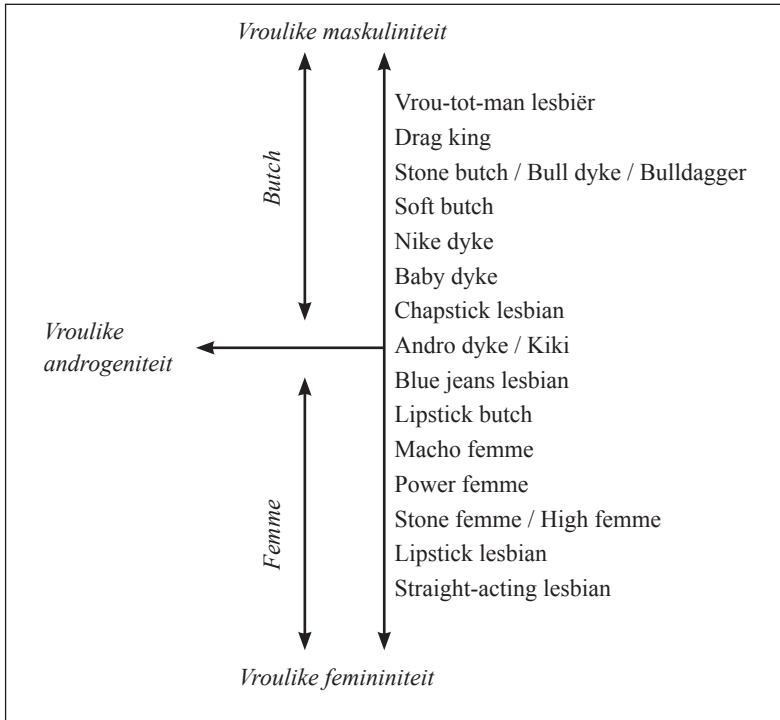 Vroulike maskuliniteit
Butch
Vrou-tot-man lesbiër
Drag king
Stone butch / Bull dyke / Bulldagger
Soft butch
Nike dyke
Baby dyke
Chapstick lesbian
Vroulike
androgeniteit
Andro dyke / Kiki
Blue jeans lesbian
Lipstick butch
Macho femme
Power femme
Stone femme / High femme
Lipstick lesbian
Straight-acting lesbian
Femme
Vroulike femininiteit